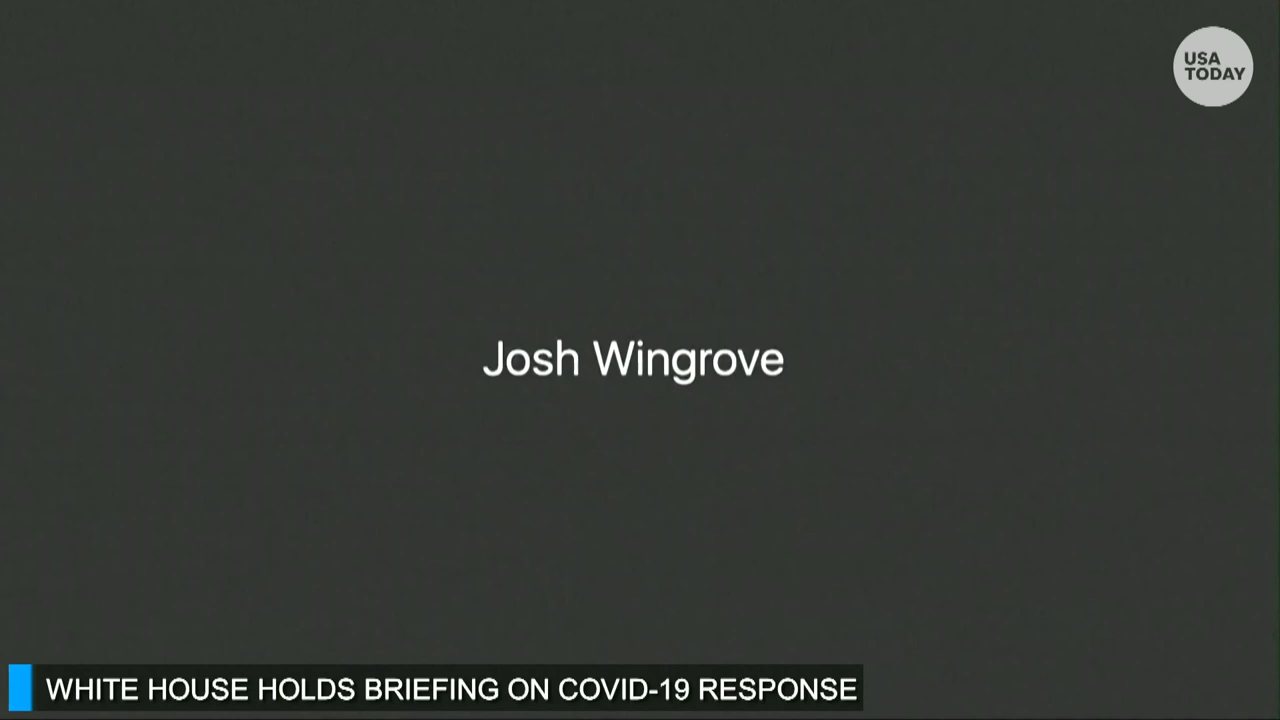 USA
TODAY
Josh Wingrove
WHITE HOUSE HOLDS BRIEFING ON COVID-19 RESPONSE